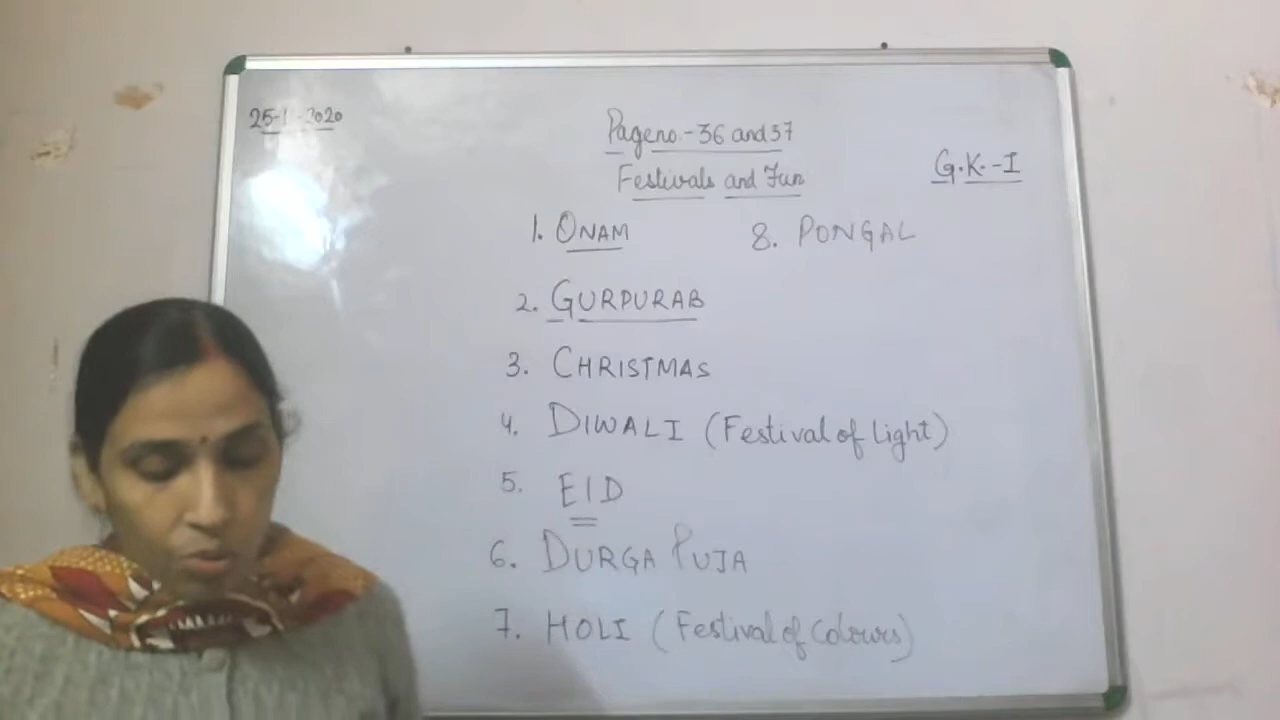 25-1-2020
Page no.-36 and 37
Festivals and Fun
G.K.-I
1. ONAM
8. PONGAL
2. GURPURAB
3. CHRISTMAS
4. DIWALI (Festival of Light)
5. EID
6. DURGA PUJA
7. HOLI (Festival of Colours)